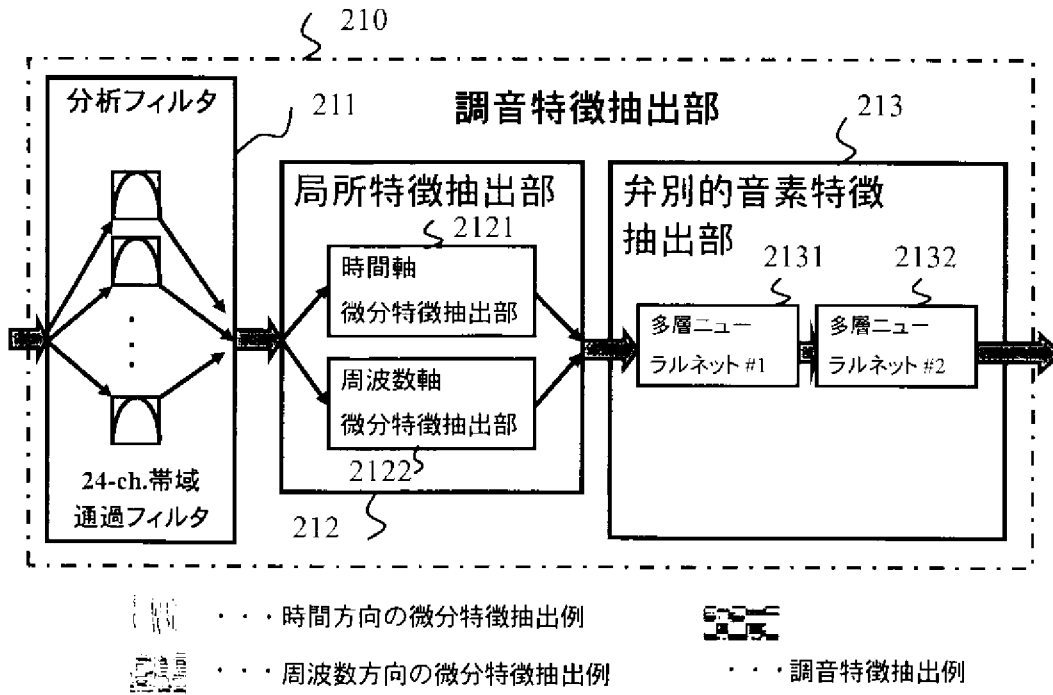 210
分析フィルタ
211
調音特徴抽出部
213
局所特徴抽出部
2121
時間軸
微分特徴抽出部
周波数軸
微分特徴抽出部
2122
212
弁別的音素特徴
抽出部
2131
2132
多層ニュー
ラルネット #1
多層ニュー
ラルネット #2
24-ch.帯域
通過フィルタ
・・・時間方向の微分特徴抽出例
・・・周波数方向の微分特徴抽出例
・・・調音特徴抽出例